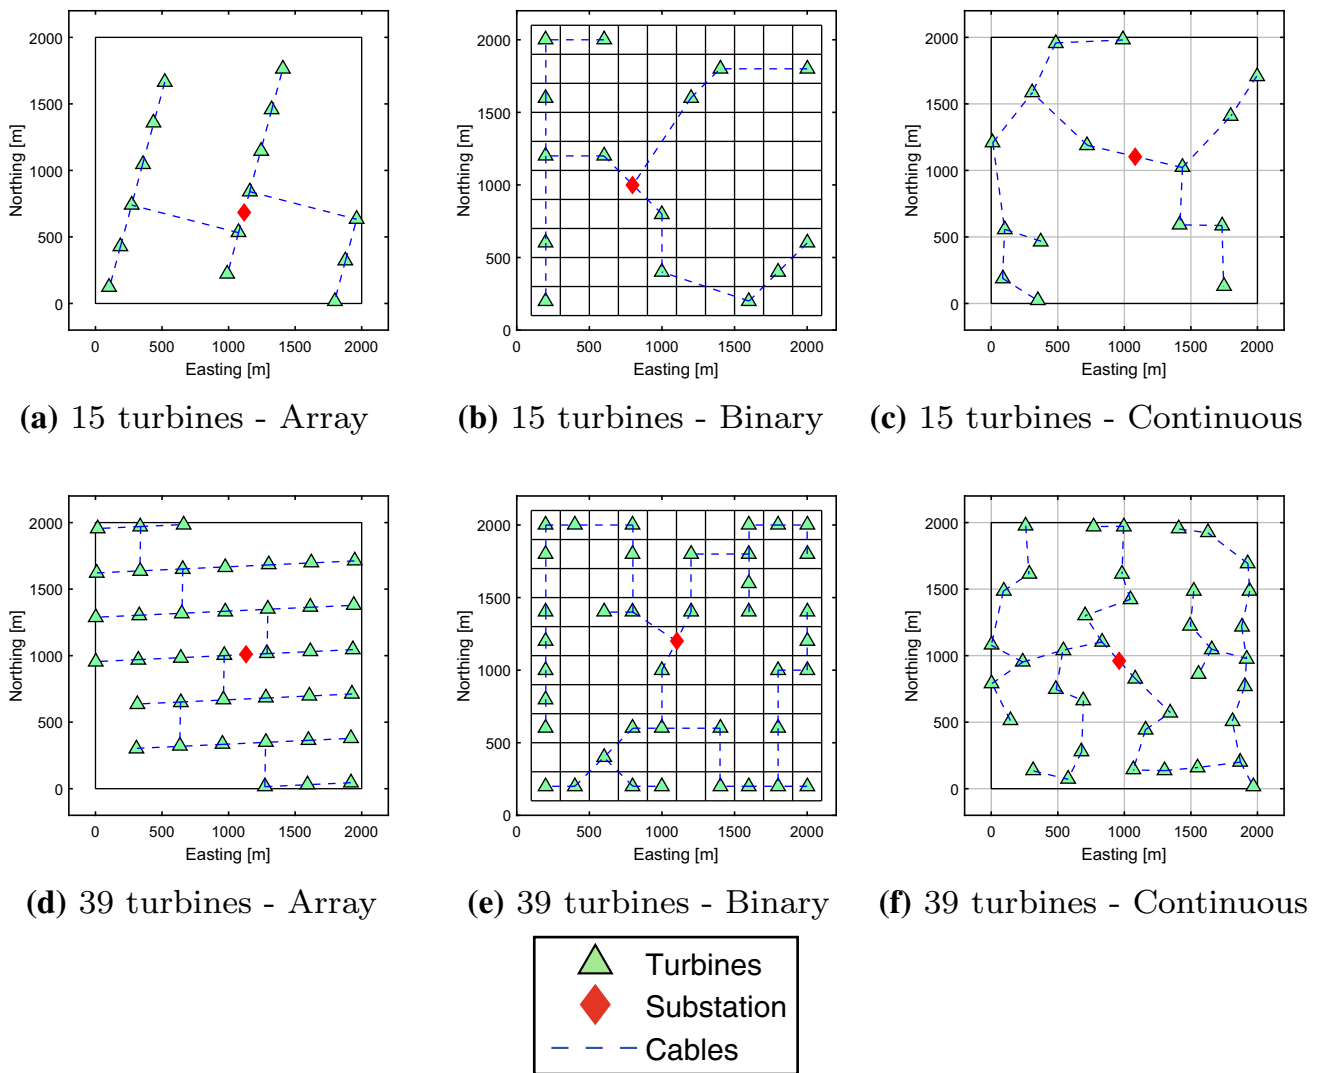 2000
1500
1000
500
0
Northing [m]
0 500 1000 1500 2000
Easting [m]
(a) 15 turbines - Array
2000
1500
1000
500
0
Northing [m]
0 500 1000 1500 2000
Easting [m]
(b) 15 turbines - Binary
2000
1500
1000
500
0
Northing [m]
0 500 1000 1500 2000
Easting [m]
(c) 15 turbines - Continuous
2000
1500
1000
500
0
Northing [m]
0 500 1000 1500 2000
Easting [m]
(d) 39 turbines - Array
2000
1500
1000
500
0
Northing [m]
0 500 1000 1500 2000
Easting [m]
(e) 39 turbines - Binary
2000
1500
1000
500
0
Northing [m]
0 500 1000 1500 2000
Easting [m]
(f) 39 turbines - Continuous
Turbines
Substation
Cables